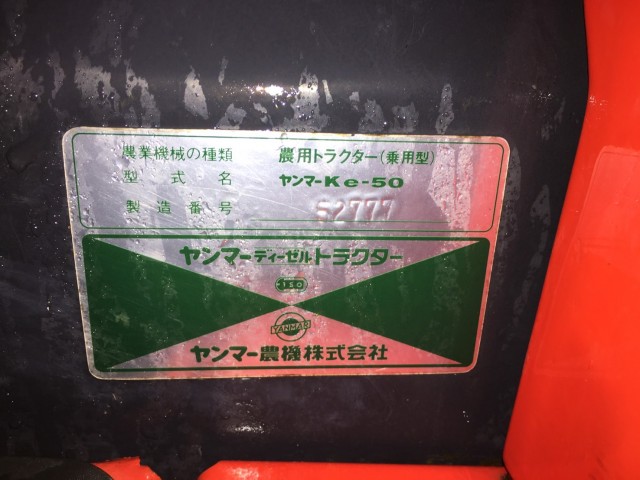 農業機械の種類 農用トラクター(乗用型)
型式名 ヤンマーKe-50
製造番号 52777
ヤンマーディーゼルトラクター
YANMAR
ヤンマー農機株式会社